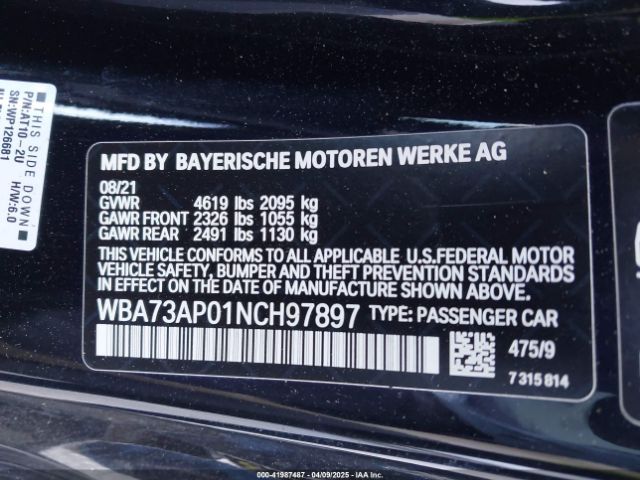 THIS SIDE DOWN
P/N:AT10-2U
SN:WP126681
H/W:6.0
MFD BY BAYERISCHE MOTOREN WERKE AG
08/21
GVWR 4619 lbs 2095 kg
GAWR FRONT 2326 lbs 1055 kg
GAWR REAR 2491 lbs 1130 kg
THIS VEHICLE CONFORMS TO ALL APPLICABLE U.S.FEDERAL MOTOR
VEHICLE SAFETY, BUMPER AND THEFT PREVENTION STANDARDS
IN EFFECT ON THE DATE OF MANUFACTURE SHOWN ABOVE.
WBA73AP01NCH97897 TYPE: PASSENGER CAR
475/9
7 315 814
000-41987487 - 04/09/2025 - IAA Inc.